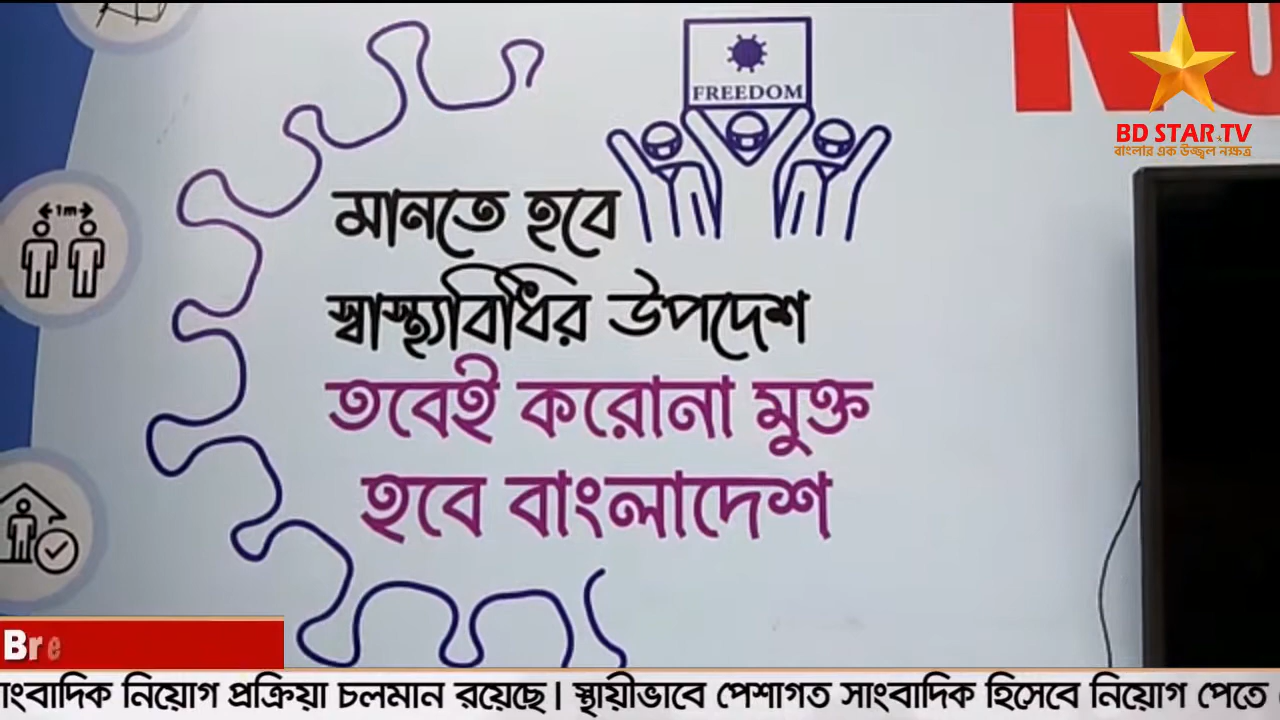 FREEDOM
BD STAR TV
বাংলার এক উজ্জ্বল নক্ষত্র
1m
মানতে হবে
স্বাস্থ্যবিধির উপদেশ
তবেই করোনা মুক্ত
হবে বাংলাদেশ
Bre
াংবাদিক নিয়োগ প্রক্রিয়া চলমান রয়েছে। স্থায়ীভাবে পেশাগত সাংবাদিক হিসেবে নিয়োগ পেতে